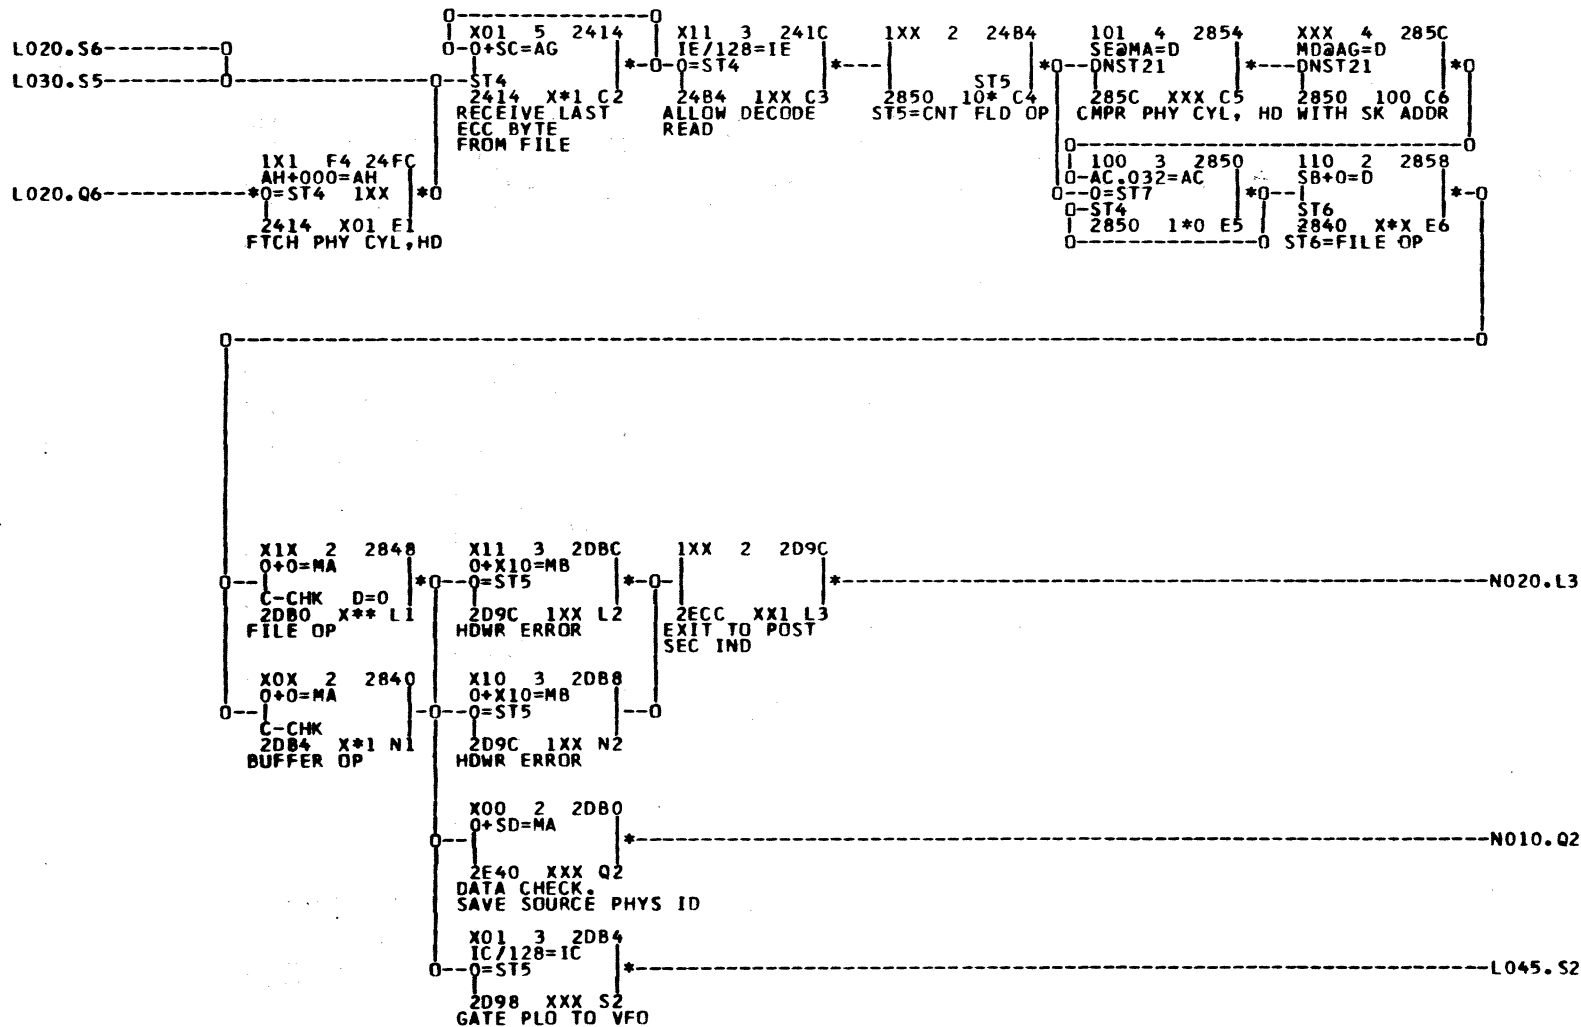 X01 5 2414
X11 3 241C
1XX 2 24B4
101 4 2854
XXX 4 285C
L020.S6
0+SC=AG
IE/128=IE
SE@MA=D
MD@AG=D
0=ST4
DNST21
DNST21
L030.S5
ST4
ST5
2414 X*1 C2
24B4 1XX C3
2850 10* C4
285C XXX C5
2850 100 C6
RECEIVE LAST
ALLOW DECODE
ST5=CNT FLD OP
CMPR PHY CYL, HD WITH SK ADDR
ECC BYTE
READ
FROM FILE
1X1 F4 24FC
100 3 2850
110 2 2858
AH+000=AH
AC.032=AC
SB+0=D
L020.Q6
0=ST4 1XX
0=ST7
ST4
ST6
2414 X01 E1
2850 1*0 E5
2840 X*X E6
FTCH PHY CYL,HD
ST6=FILE OP
X1X 2 2848
X11 3 2DBC
1XX 2 2D9C
0+0=MA
0+X10=MB
0=ST5
N020.L3
C-CHK D=0
2DB0 X** L1
2D9C 1XX L2
2ECC XX1 L3
FILE OP
HDWR ERROR
EXIT TO POST
SEC IND
X0X 2 2840
X10 3 2DB8
0+0=MA
0+X10=MB
0=ST5
C-CHK
2DB4 X*1 N1
2D9C 1XX N2
BUFFER OP
HDWR ERROR
X00 2 2DB0
0+SD=MA
N010.Q2
2E40 XXX Q2
DATA CHECK.
SAVE SOURCE PHYS ID
X01 3 2DB4
IC/128=IC
0=ST5
L045.S2
2D98 XXX S2
GATE PLO TO VFO